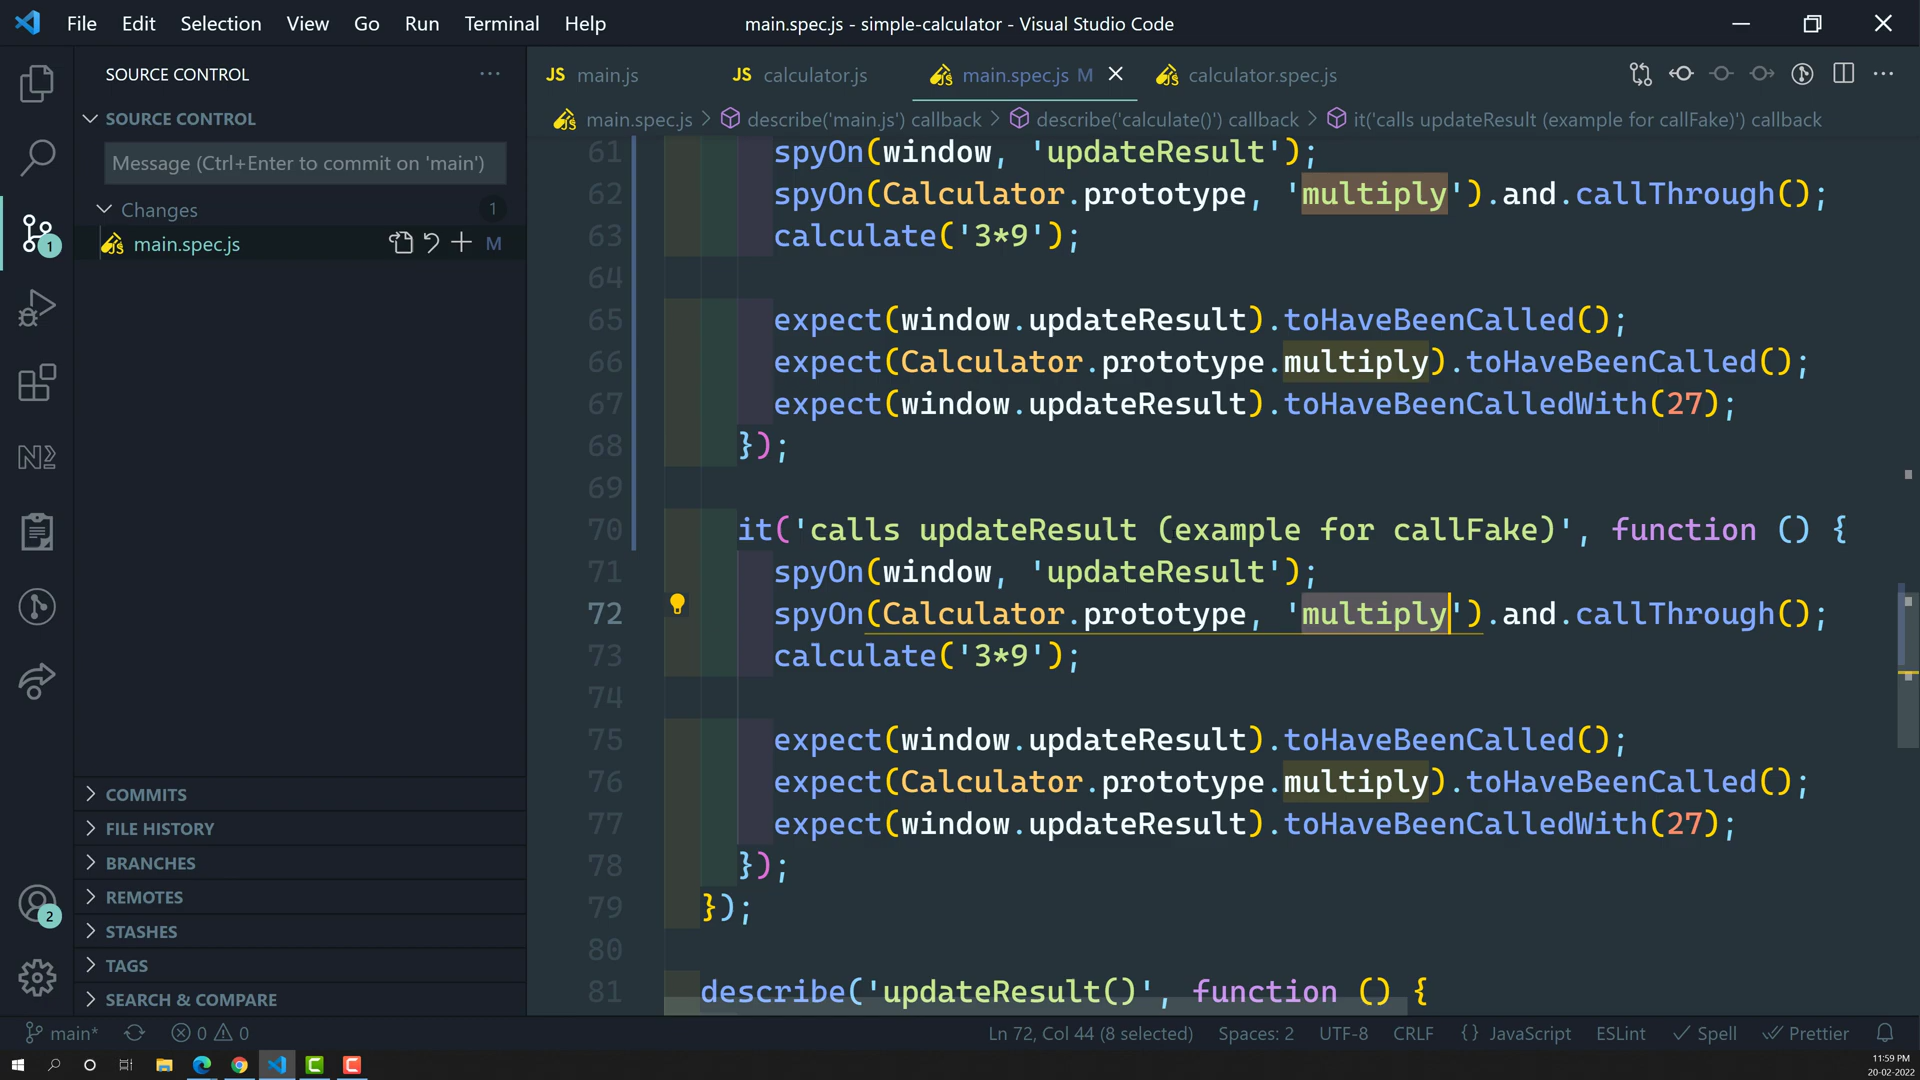 File Edit Selection View Go Run Terminal Help
main.spec.js - simple-calculator - Visual Studio Code
SOURCE CONTROL
SOURCE CONTROL
Message (Ctrl+Enter to commit on 'main')
Changes 1
main.spec.js M
1
2
COMMITS
FILE HISTORY
BRANCHES
REMOTES
STASHES
TAGS
SEARCH & COMPARE
JS main.js JS calculator.js main.spec.js M calculator.spec.js
main.spec.js > describe('main.js') callback > describe('calculate()') callback > it('calls updateResult (example for callFake)') callback
61 spyOn(window, 'updateResult');
62 spyOn(Calculator.prototype, 'multiply').and.callThrough();
63 calculate('3*9');
64
65 expect(window.updateResult).toHaveBeenCalled();
66 expect(Calculator.prototype.multiply).toHaveBeenCalled();
67 expect(window.updateResult).toHaveBeenCalledWith(27);
68 });
69
70 it('calls updateResult (example for callFake)', function () {
71 spyOn(window, 'updateResult');
72 spyOn(Calculator.prototype, 'multiply').and.callThrough();
73 calculate('3*9');
74
75 expect(window.updateResult).toHaveBeenCalled();
76 expect(Calculator.prototype.multiply).toHaveBeenCalled();
77 expect(window.updateResult).toHaveBeenCalledWith(27);
78 });
79 });
80
81 describe('updateResult()', function () {
main* 0 0 Ln 72, Col 44 (8 selected) Spaces: 2 UTF-8 CRLF {} JavaScript ESLint Spell Prettier
11:59 PM
20-02-2022